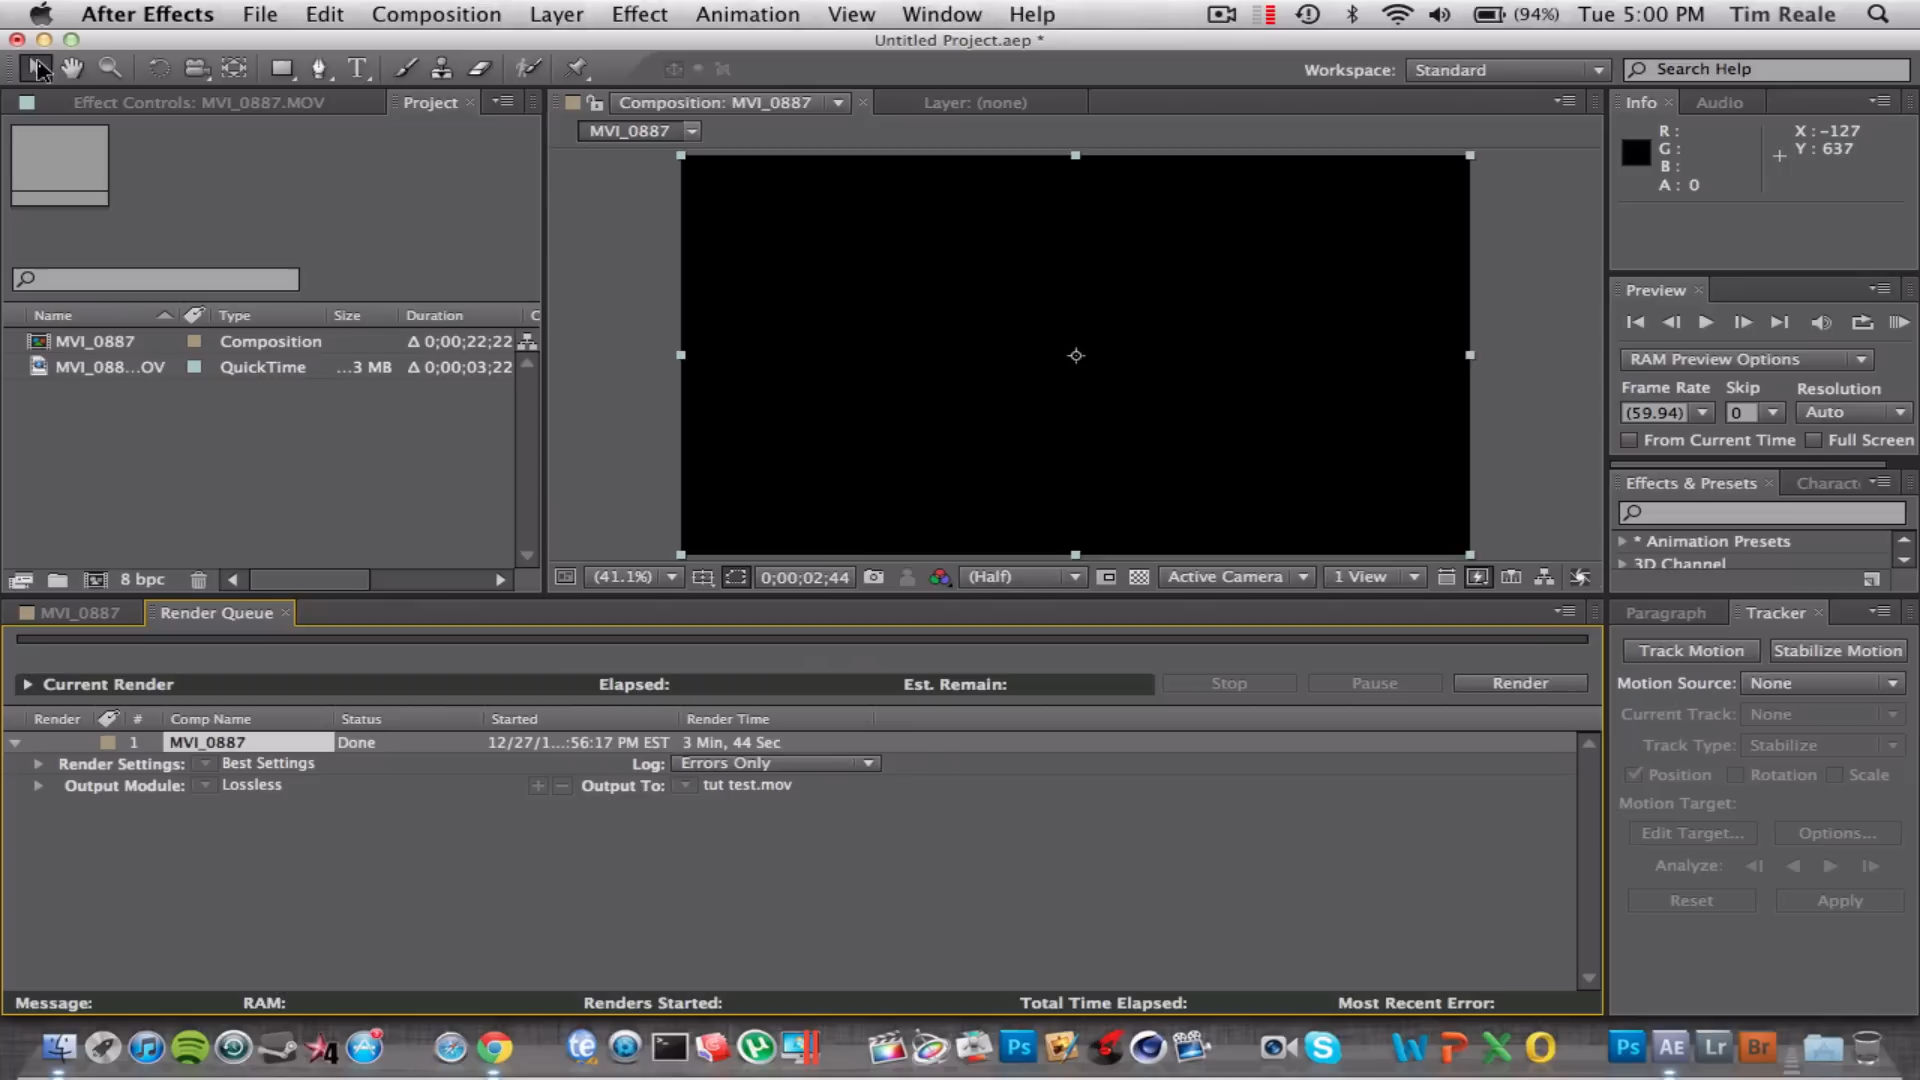 After Effects File Edit Composition Layer Effect Animation View Window Help (94%) Tue 5:00 PM Tim Reale
Untitled Project.aep *
T Workspace: Standard Search Help
Effect Controls: MVI_0887.MOV Project Composition: MVI_0887 Layer: (none) Info Audio
MVI_0887
R :
G :
B :
A : 0
X : -127
Y : 637
Preview
RAM Preview Options
Frame Rate Skip Resolution
(59.94) 0 Auto
From Current Time Full Screen
Name Type Size Duration C
MVI_0887 Composition Δ 0;00;22;22
MVI_088...OV QuickTime ...3 MB Δ 0;00;03;22
Effects & Presets Charact
* Animation Presets
3D Channel
8 bpc (41.1%) 0;00;02;44 (Half) Active Camera 1 View
MVI_0887 Render Queue Paragraph Tracker
Current Render Elapsed: Est. Remain: Stop Pause Render
Render # Comp Name Status Started Render Time
1 MVI_0887 Done 12/27/1...:56:17 PM EST 3 Min, 44 Sec
Render Settings: Best Settings Log: Errors Only
Output Module: Lossless Output To: tut test.mov
Track Motion Stabilize Motion
Motion Source: None
Current Track: None
Track Type: Stabilize
Position Rotation Scale
Motion Target:
Edit Target... Options...
Analyze:
Reset Apply
Message: RAM: Renders Started: Total Time Elapsed: Most Recent Error:
Ps W P X O Ps AE Lr Br